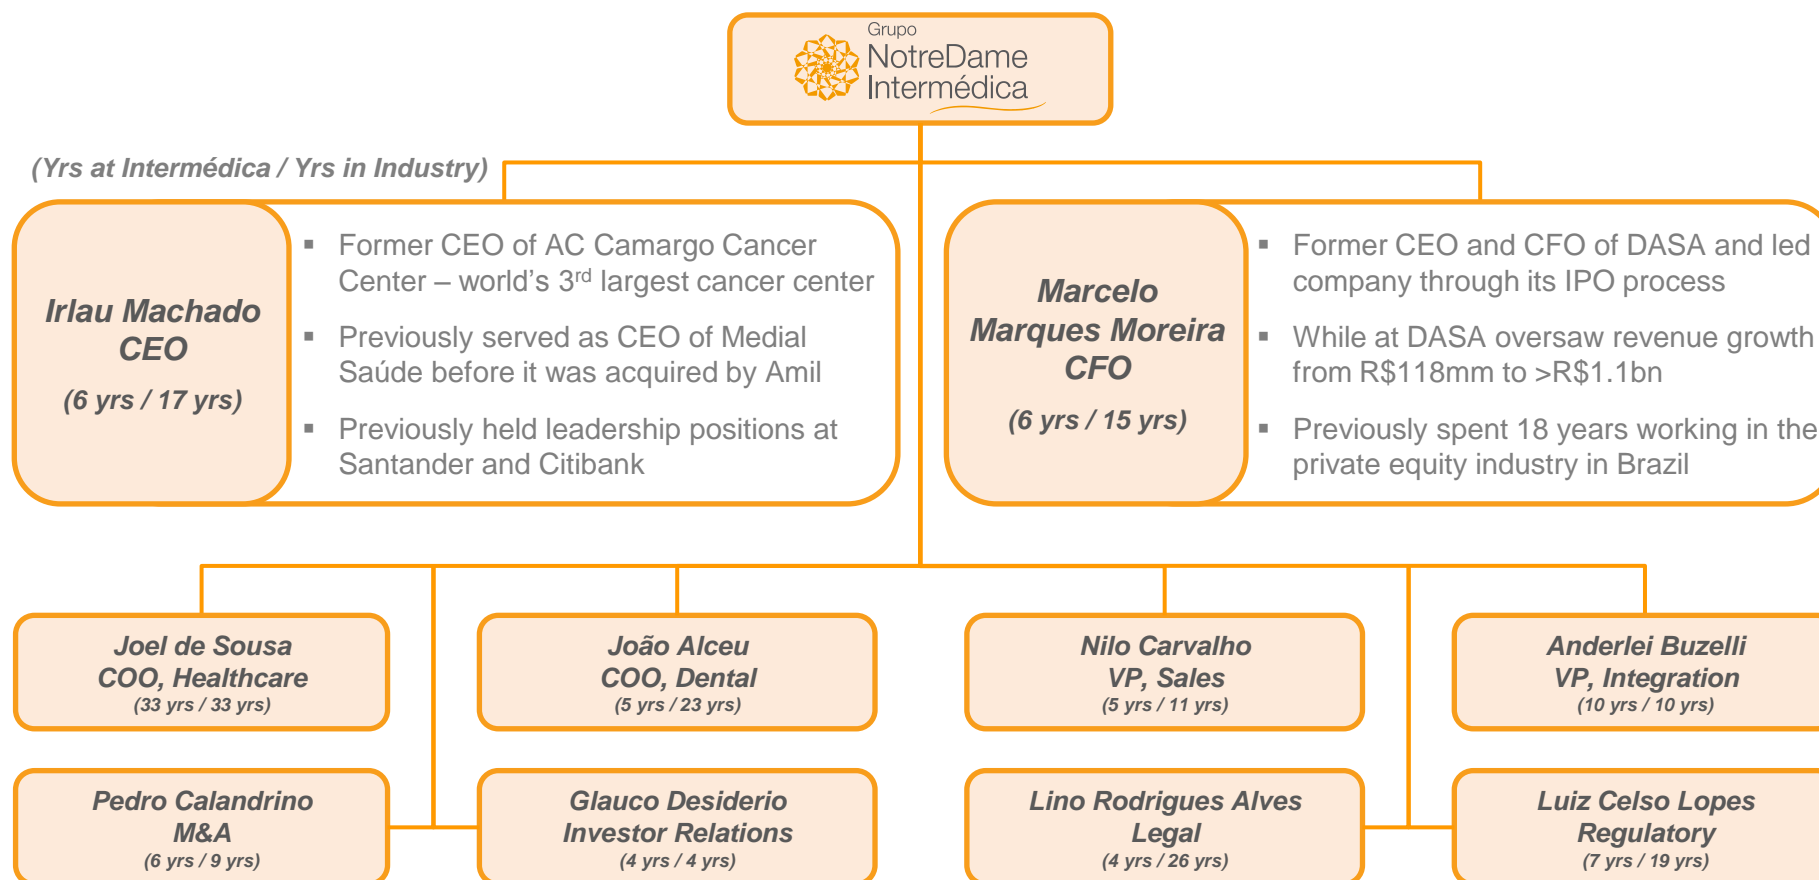 Grupo
NotreDame
Intermédica
(Yrs at Intermédica / Yrs in Industry)
Irlau Machado
CEO
(6 yrs / 17 yrs)
▪ Former CEO of AC Camargo Cancer
Center – world's 3rd largest cancer center
▪ Previously served as CEO of Medial
Saúde before it was acquired by Amil
▪ Previously held leadership positions at
Santander and Citibank
Marcelo
Marques Moreira
CFO
(6 yrs / 15 yrs)
▪ Former CEO and CFO of DASA and led
company through its IPO process
▪ While at DASA oversaw revenue growth
from R$118mm to >R$1.1bn
▪ Previously spent 18 years working in the
private equity industry in Brazil
Joel de Sousa
COO, Healthcare
(33 yrs / 33 yrs)
João Alceu
COO, Dental
(5 yrs / 23 yrs)
Nilo Carvalho
VP, Sales
(5 yrs / 11 yrs)
Anderlei Buzelli
VP, Integration
(10 yrs / 10 yrs)
Pedro Calandrino
M&A
(6 yrs / 9 yrs)
Glauco Desiderio
Investor Relations
(4 yrs / 4 yrs)
Lino Rodrigues Alves
Legal
(4 yrs / 26 yrs)
Luiz Celso Lopes
Regulatory
(7 yrs / 19 yrs)